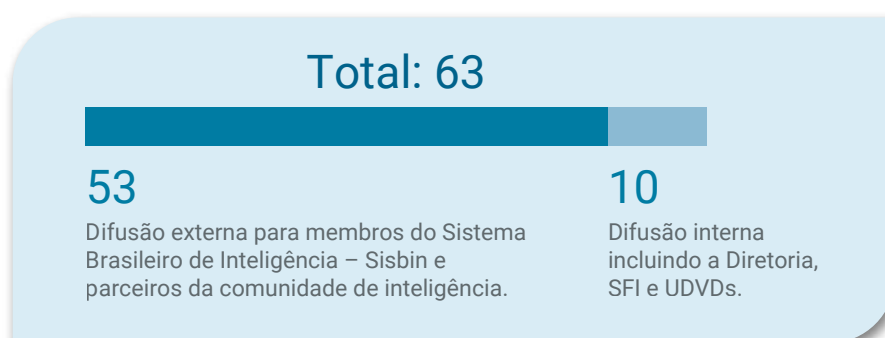 Total: 63
53
Difusão externa para membros do Sistema
Brasileiro de Inteligência – Sisbin e
parceiros da comunidade de inteligência.
10
Difusão interna
incluindo a Diretoria,
SFI e UDVDs.